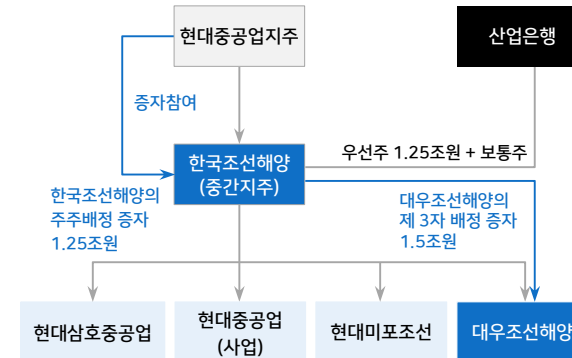 현대중공업지주
산업은행
증자참여
우선주 1.25조원 + 보통주
한국조선해양
(중간지주)
한국조선해양의
주주배정 증자
1.25조원
대우조선해양의
제 3자 배정 증자
1.5조원
현대삼호중공업
현대중공업
(사업)
현대미포조선
대우조선해양